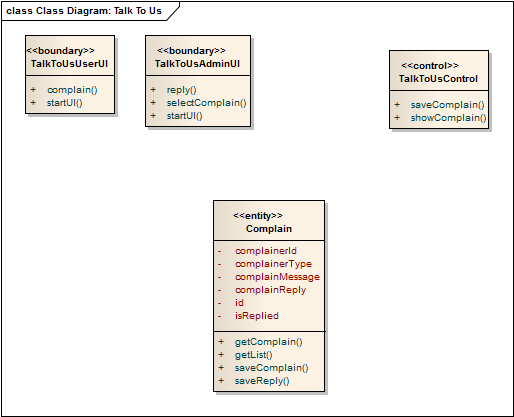 class Class Diagram: Talk To Us
<<boundary>>
TalkToUsUserUI
+ complain()
+ startUI()
<<boundary>>
TalkToUsAdminUI
+ reply()
+ selectComplain()
+ startUI()
<<control>>
TalkToUsControl
+ saveComplain()
+ showComplain()
<<entity>>
Complain
- complainerId
- complainerType
- complainMessage
- complainReply
- id
- isReplied
+ getComplain()
+ getList()
+ saveComplain()
+ saveReply()